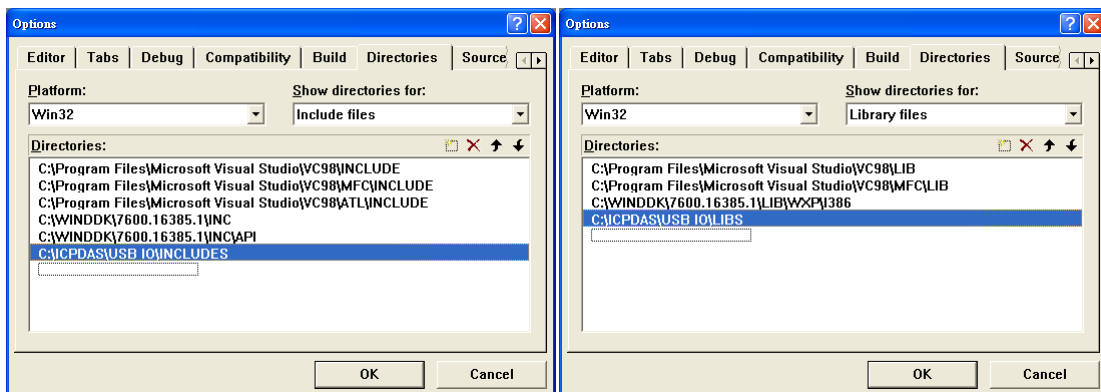 Options
Editor Tabs Debug Compatibility Build Directories Source
Platform: Show directories for:
Win32 Include files
Directories:
C:\Program Files\Microsoft Visual Studio\VC98\INCLUDE
C:\Program Files\Microsoft Visual Studio\VC98\MFC\INCLUDE
C:\Program Files\Microsoft Visual Studio\VC98\ATL\INCLUDE
C:\WINDDK\7600.16385.1\INC
C:\WINDDK\7600.16385.1\INC\API
C:\ICPDAS\USB IO\INCLUDES
OK Cancel
Options
Editor Tabs Debug Compatibility Build Directories Source
Platform: Show directories for:
Win32 Library files
Directories:
C:\Program Files\Microsoft Visual Studio\VC98\LIB
C:\Program Files\Microsoft Visual Studio\VC98\MFC\LIB
C:\WINDDK\7600.16385.1\LIB\WXP\I386
C:\ICPDAS\USB IO\LIBS
OK Cancel